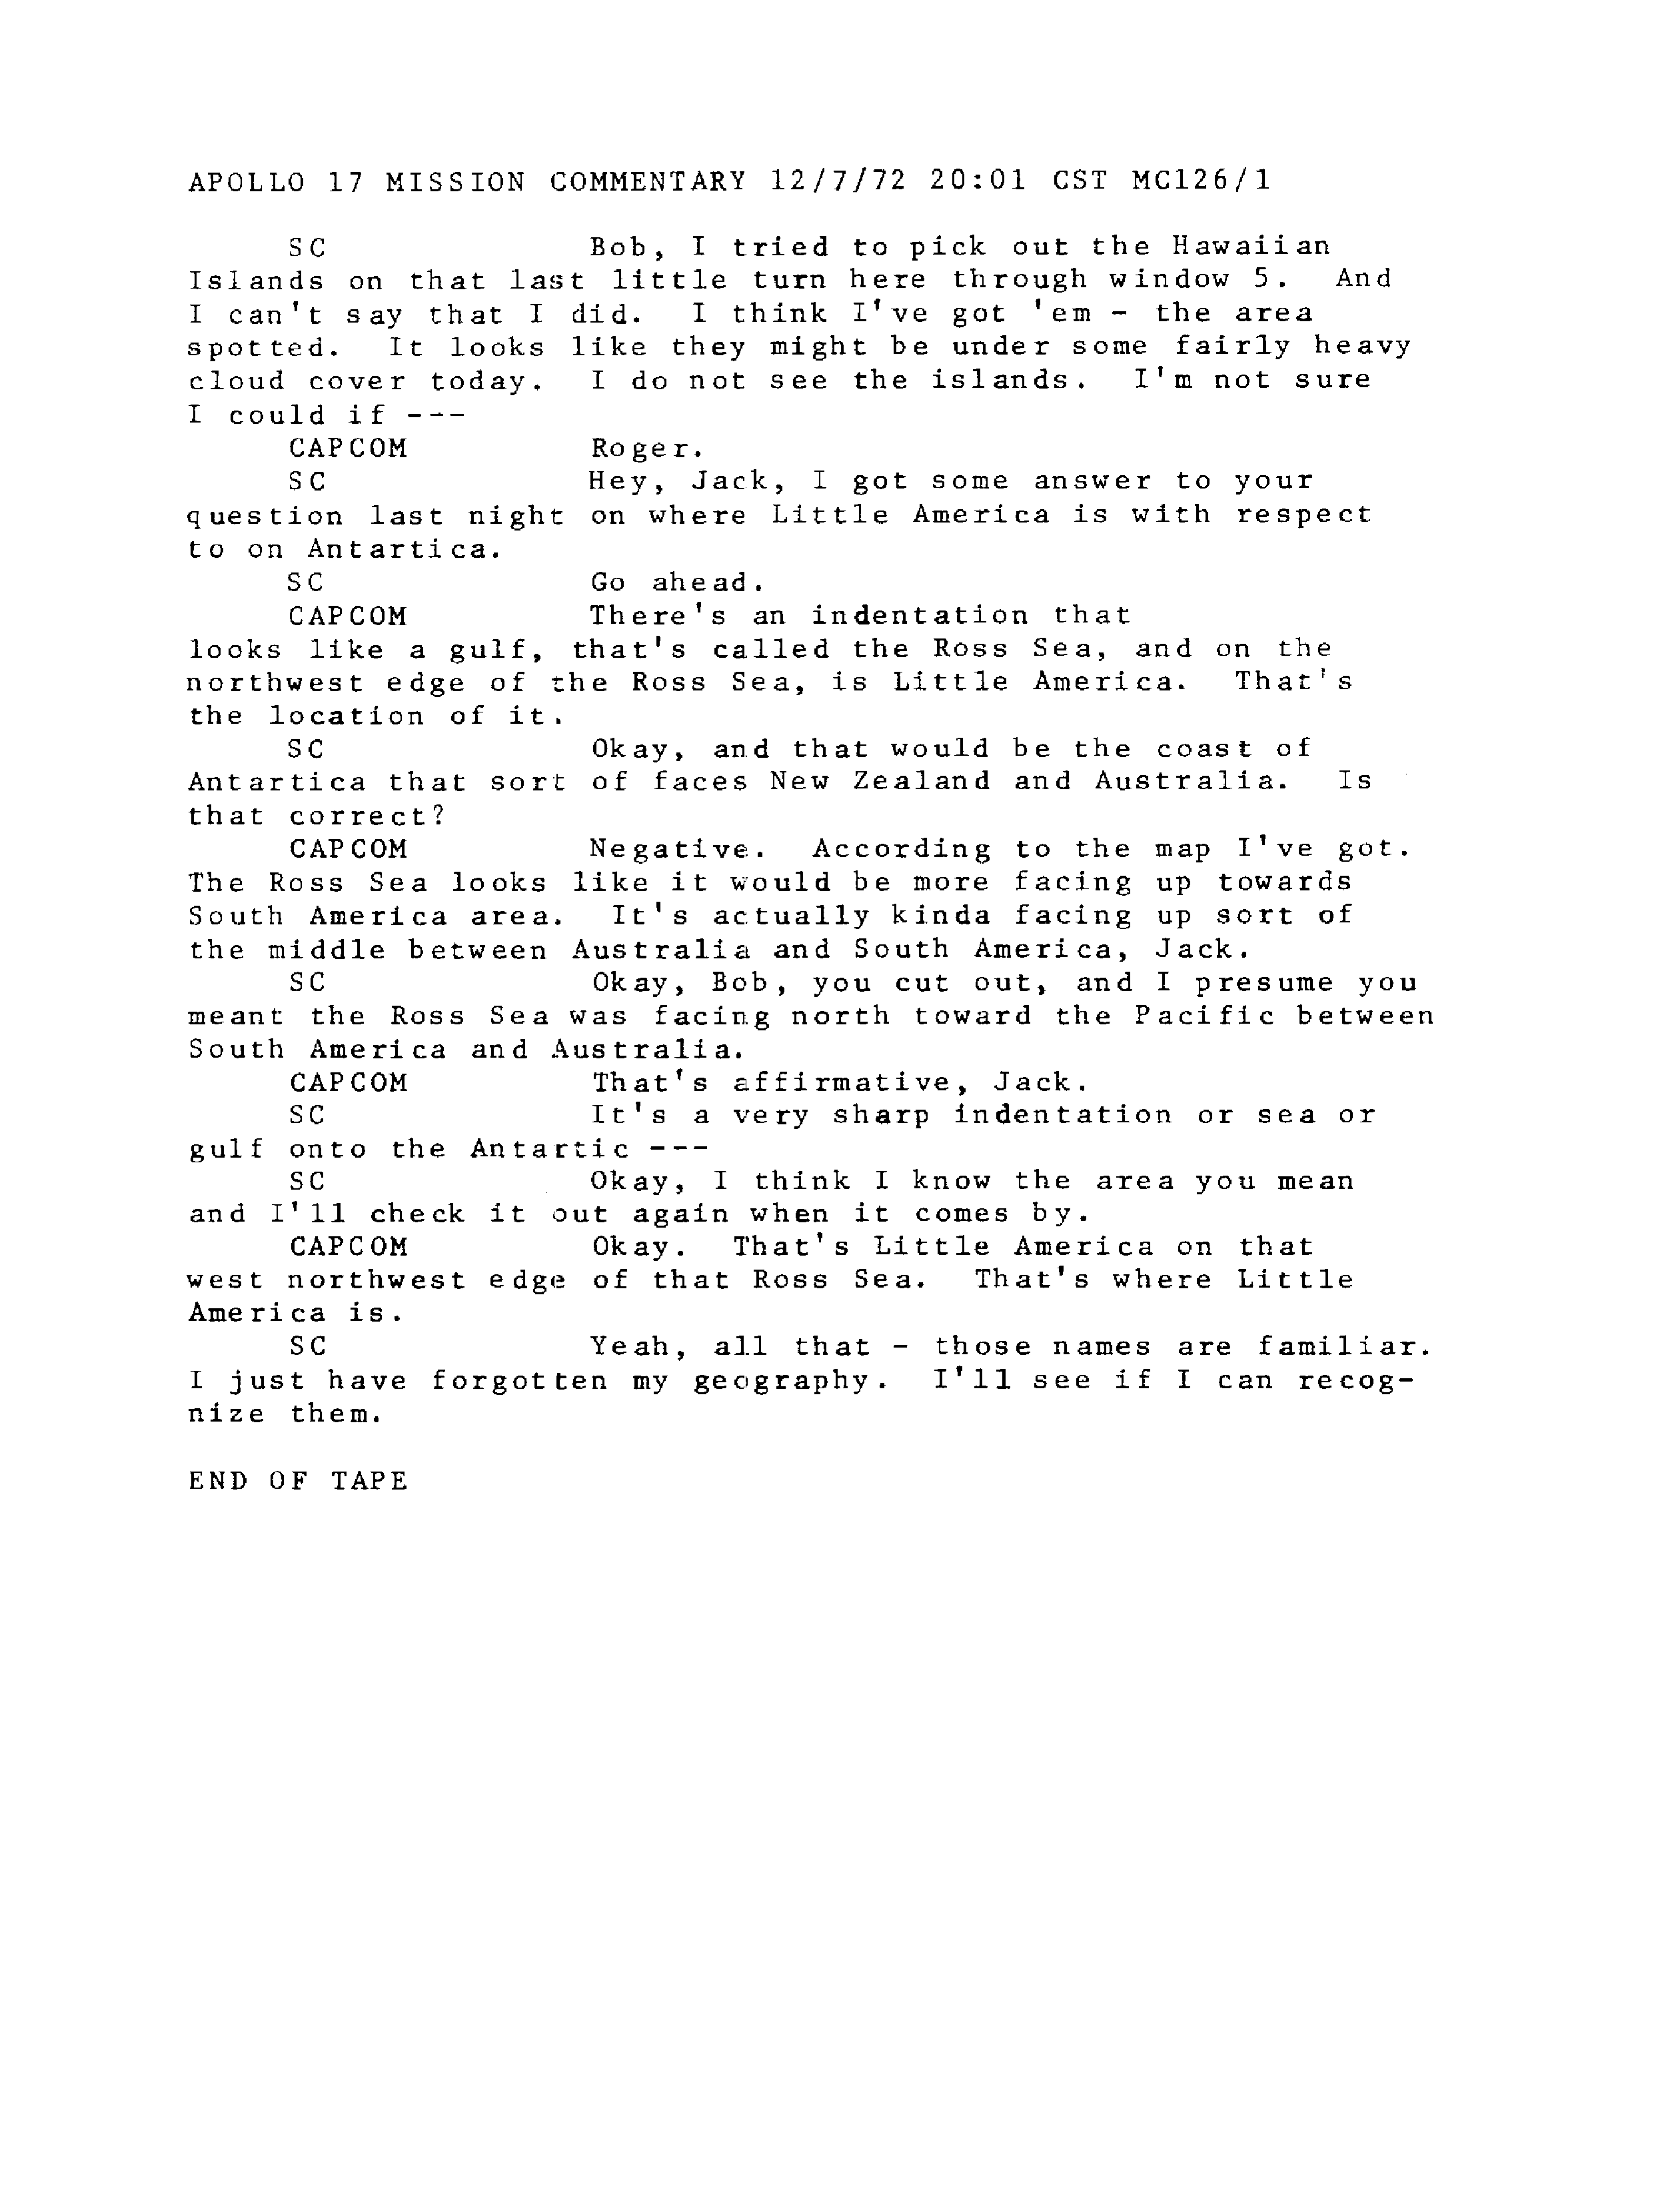 APOLLO 17 MISSION COMMENTARY 12/7/72 20:01 CST MC126/1
SC Bob, I tried to pick out the Hawaiian
Islands on that last little turn here through window 5. And
I can't say that I did. I think I've got 'em - the area
spotted. It looks like they might be under some fairly heavy
cloud cover today. I do not see the islands. I'm not sure
I could if ---
CAPCOM Roger.
SC Hey, Jack, I got some answer to your
question last night on where Little America is with respect
to on Antartica.
SC Go ahead.
CAPCOM There's an indentation that
looks like a gulf, that's called the Ross Sea, and on the
northwest edge of the Ross Sea, is Little America. That's
the location of it.
SC Okay, and that would be the coast of
Antartica that sort of faces New Zealand and Australia. Is
that correct?
CAPCOM Negative. According to the map I've got.
The Ross Sea looks like it would be more facing up towards
South America area. It's actually kinda facing up sort of
the middle between Australia and South America, Jack.
SC Okay, Bob, you cut out, and I presume you
meant the Ross Sea was facing north toward the Pacific between
South America and Australia.
CAPCOM That's affirmative, Jack.
SC It's a very sharp indentation or sea or
gulf onto the Antartic ---
SC Okay, I think I know the area you mean
and I'll check it out again when it comes by.
CAPCOM Okay. That's Little America on that
west northwest edge of that Ross Sea. That's where Little
America is.
SC Yeah, all that - those names are familiar.
I just have forgotten my geography. I'll see if I can recog-
nize them.
END OF TAPE